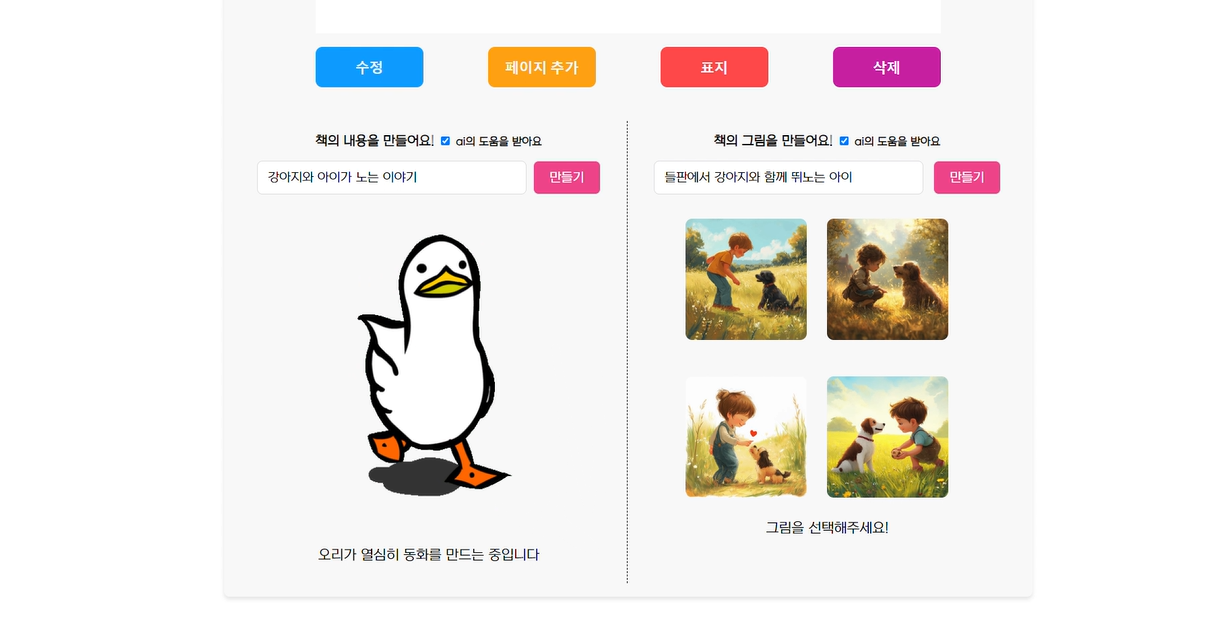 수정
페이지 추가
표지
삭제
책의 내용을 만들어요! ai의 도움을 받아요
강아지와 아이가 노는 이야기
만들기
오리가 열심히 동화를 만드는 중입니다
책의 그림을 만들어요! ai의 도움을 받아요
들판에서 강아지와 함께 뛰노는 아이
만들기
그림을 선택해주세요!